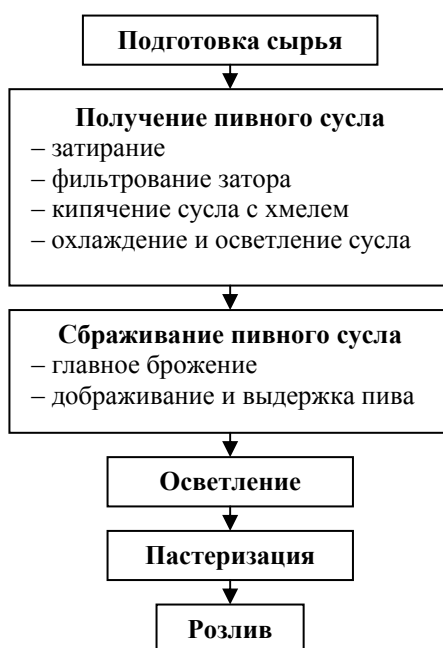 Подготовка сырья
Получение пивного сусла
– затирание
– фильтрование затора
– кипячение сусла с хмелем
– охлаждение и осветление сусла
Сбраживание пивного сусла
– главное брожение
– дображивание и выдержка пива
Осветление
Пастеризация
Розлив